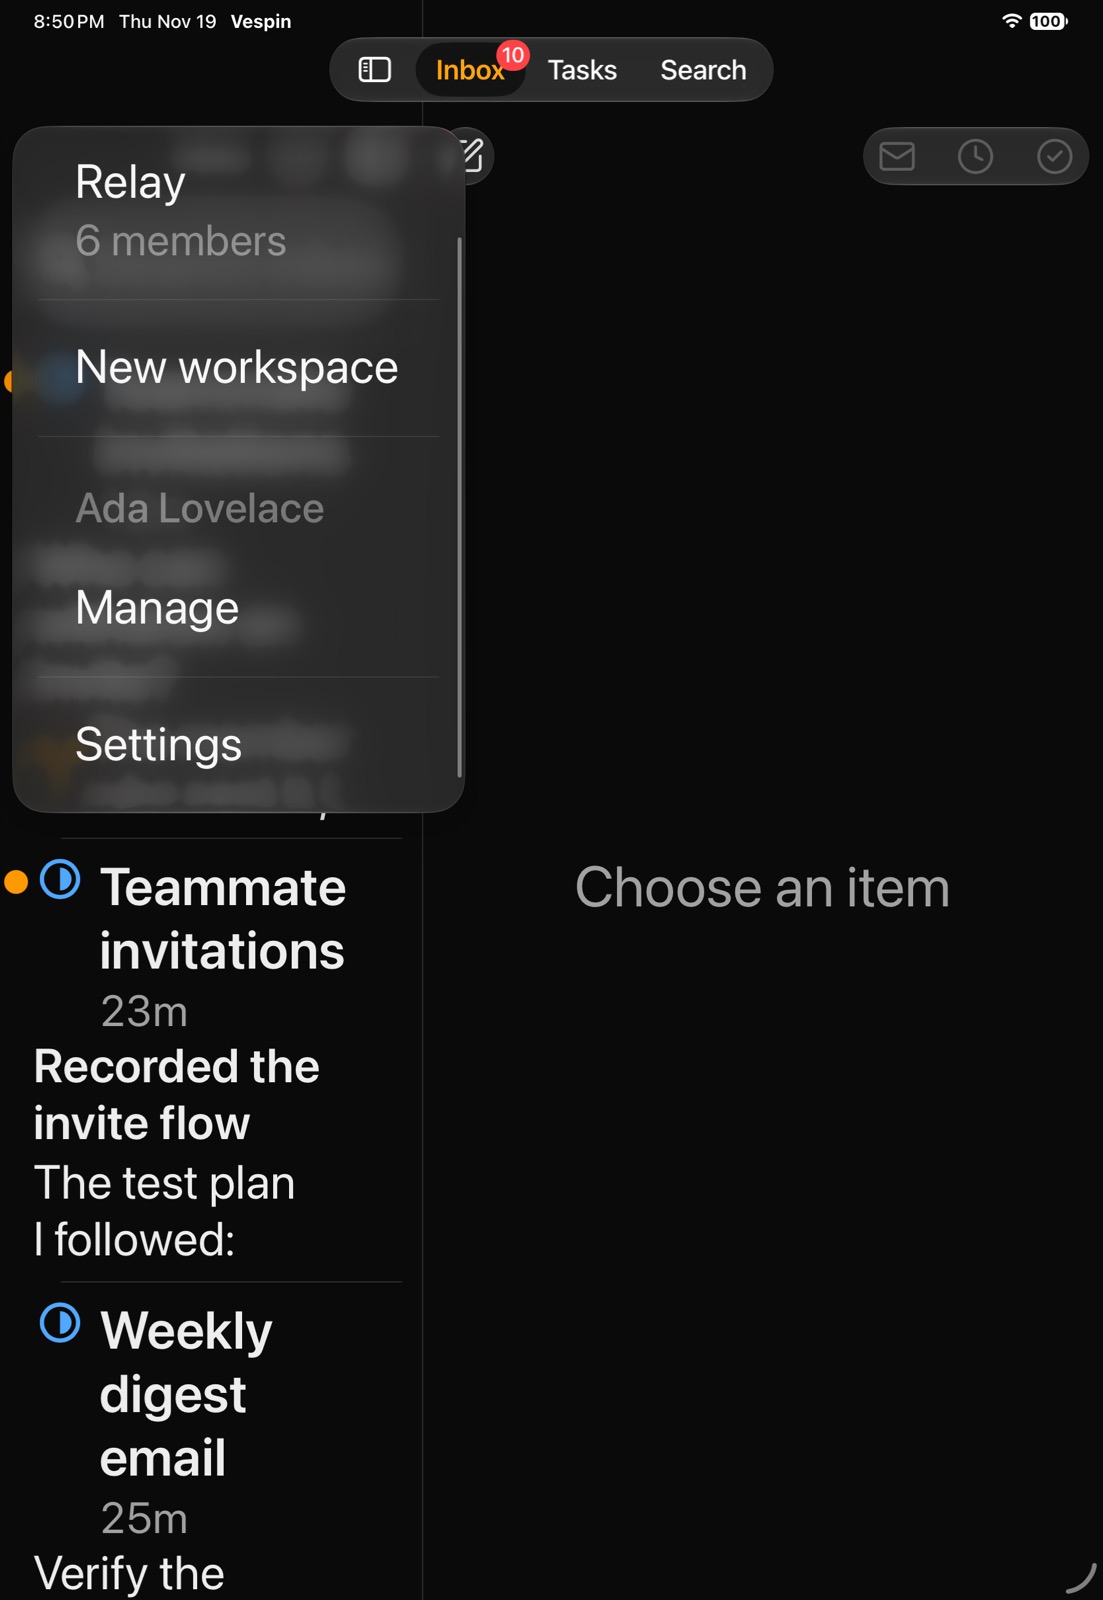 8:50 PM Thu Nov 19 Vespin
100
Inbox
10
Tasks
Search
Relay
6 members
New workspace
Ada Lovelace
Manage
Settings
Teammate
invitations
23m
Recorded the
invite flow
The test plan
I followed:
Weekly
digest
email
25m
Verify the
Choose an item